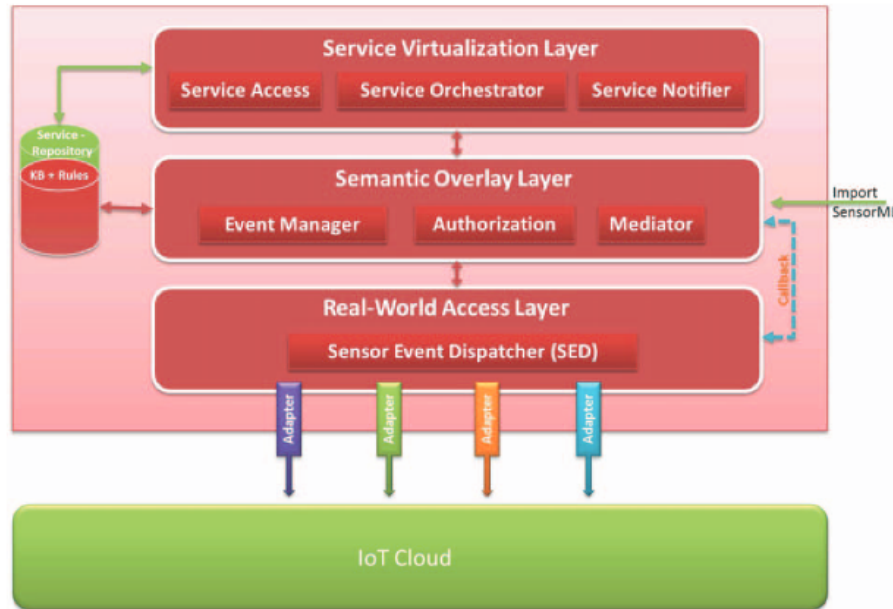 Service Virtualization Layer
Service Access
Service Orchestrator
Service Notifier
Service -
Repository
KB + Rules
Semantic Overlay Layer
Event Manager
Authorization
Mediator
Import
SensorMl
Callback
Real-World Access Layer
Sensor Event Dispatcher (SED)
Adapter
Adapter
Adapter
Adapter
IoT Cloud